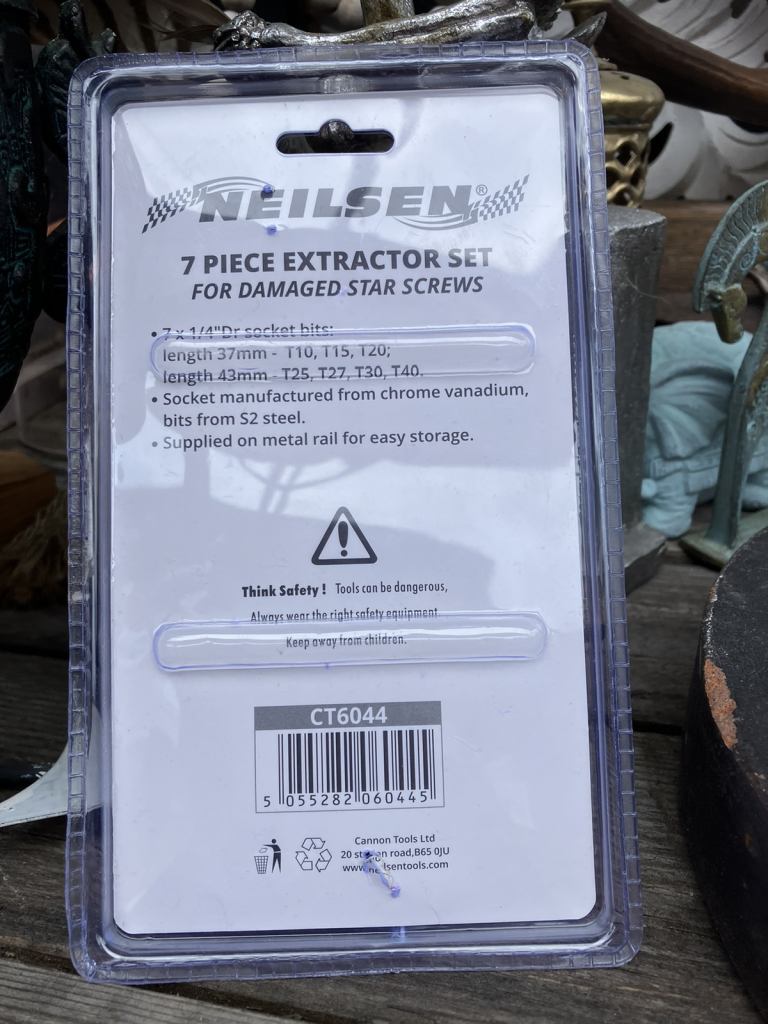 NEILSEN®
7 PIECE EXTRACTOR SET
FOR DAMAGED STAR SCREWS
• 7 x 1/4"Dr socket bits:
length 37mm - T10, T15, T20;
length 43mm - T25, T27, T30, T40.
• Socket manufactured from chrome vanadium,
bits from S2 steel.
• Supplied on metal rail for easy storage.
Think Safety ! Tools can be dangerous,
Always wear the right safety equipment
Keep away from children.
CT6044
5 055282 060445
Cannon Tools Ltd
20 road,B65 0JU